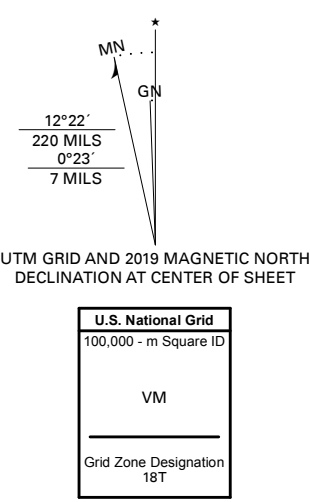 MN
GN
12°22´
220 MILS
0°23´
7 MILS
UTM GRID AND 2019 MAGNETIC NORTH
DECLINATION AT CENTER OF SHEET
U.S. National Grid
100,000 - m Square ID
VM
Grid Zone Designation
18T